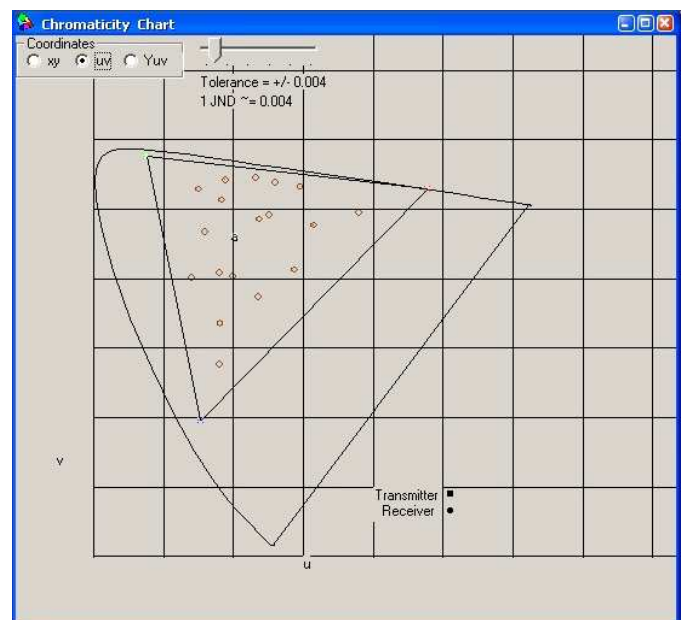 Chromaticity Chart
Coordinates
xy uv Yuv
Tolerance = +/- 0.004
1 JND ~= 0.004
a
v
Transmitter
Receiver
u